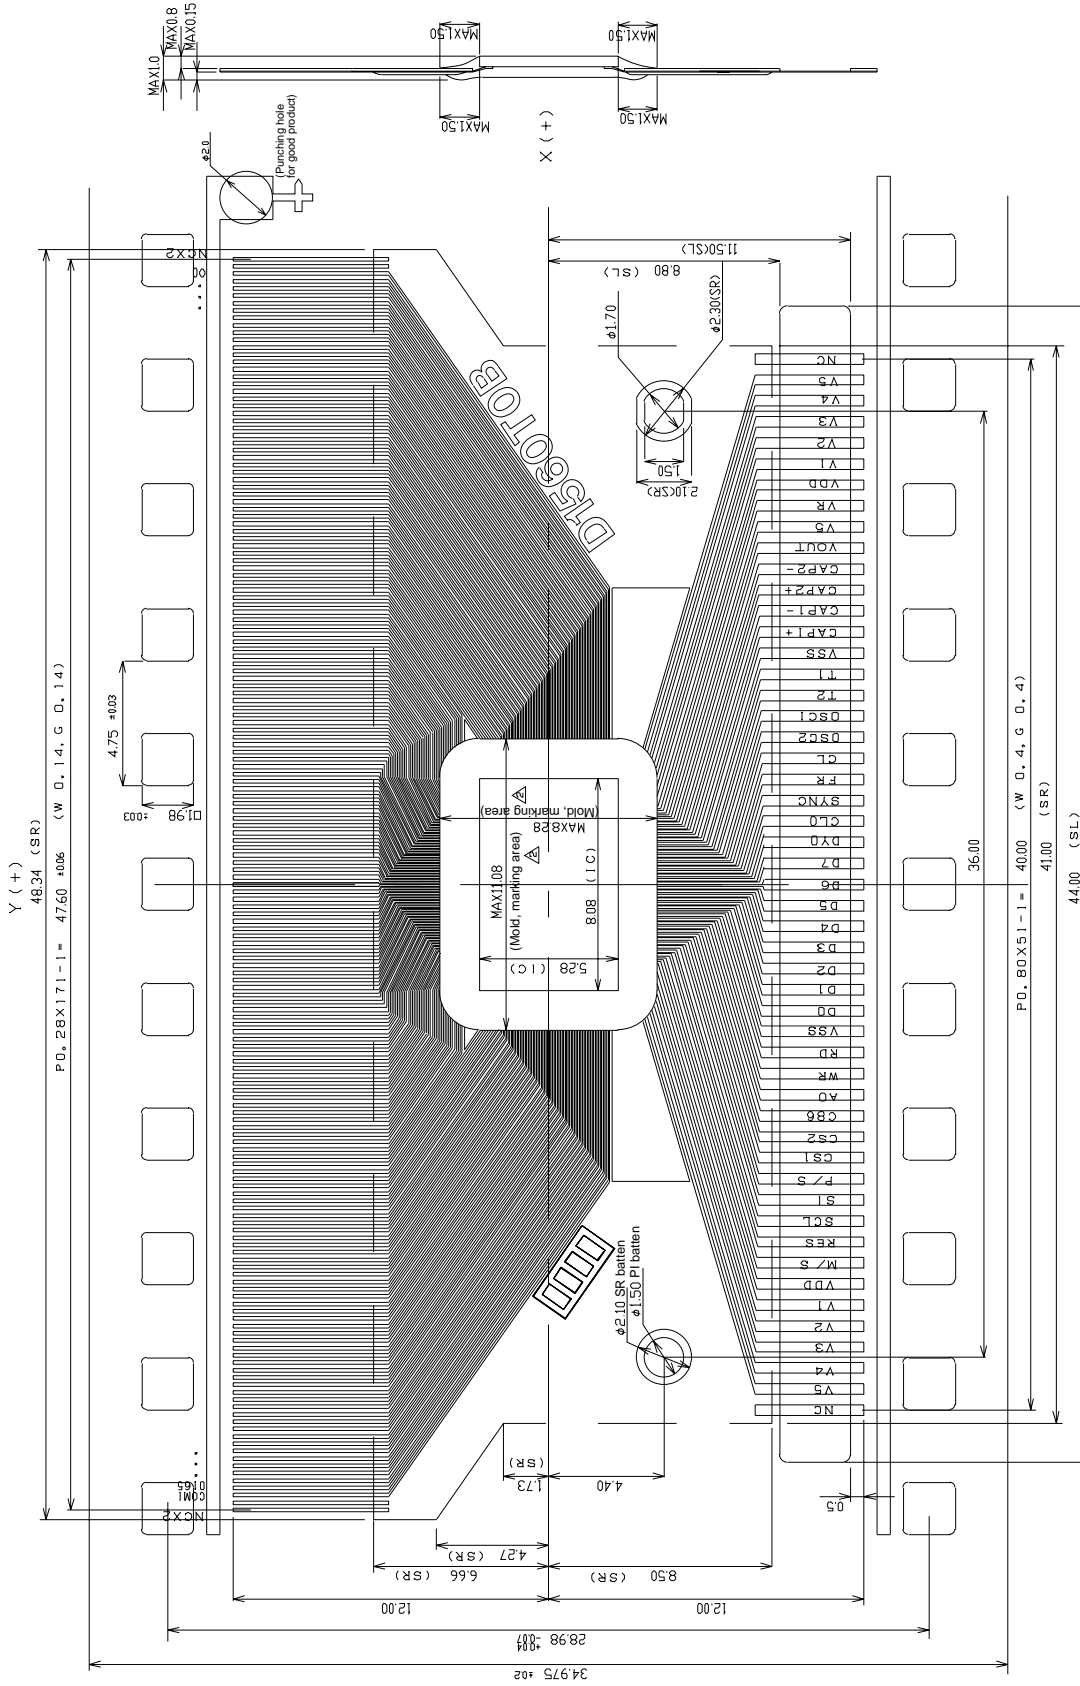 MAX1.0
MAX0.8
MAX0.15
MAX1.50
MAX1.50
MAX1.50
MAX1.50
X (+)
φ2.0
(Punching hole
for good product)
Y (+)
48.34 (SR)
P0.28X171-1= 47.60 ±0.06 (W 0.14, G 0.14)
4.75 ±0.03
□1.98 ±0.03
NCX2
O0
NCX2
COM1
O165
D1560T0B
11.50(SL)
8.80 (SL)
φ1.70
φ2.30(SR)
1.50
2.10(SR)
MAX11.08
(Mold, marking area)
MAX8.28
(Mold, marking area)
2
2
8.08 (IC)
5.28 (IC)
NC
V5
V4
V3
V2
V1
VDD
VR
V5
VOUT
CAP2-
CAP2+
CAP1-
CAP1+
VSS
T1
T2
OSC1
OSC2
CL
FR
SYNC
CLO
DYO
D7
D6
D5
D4
D3
D2
D1
D0
VSS
RD
WR
A0
C86
CS2
CS1
P/S
SI
SCL
RES
M/S
VDD
V1
V2
V3
V4
V5
NC
36.00
P0.80X51-1= 40.00 (W 0.4, G 0.4)
41.00 (SR)
44.00 (SL)
φ2.10 SR batten
φ1.50 PI batten
1.73 (SR)
4.40
0.5
4.27 (SR)
6.66 (SR)
8.50 (SR)
12.00
12.00
28.98 +0.04 -0.07
34.975 ±0.2